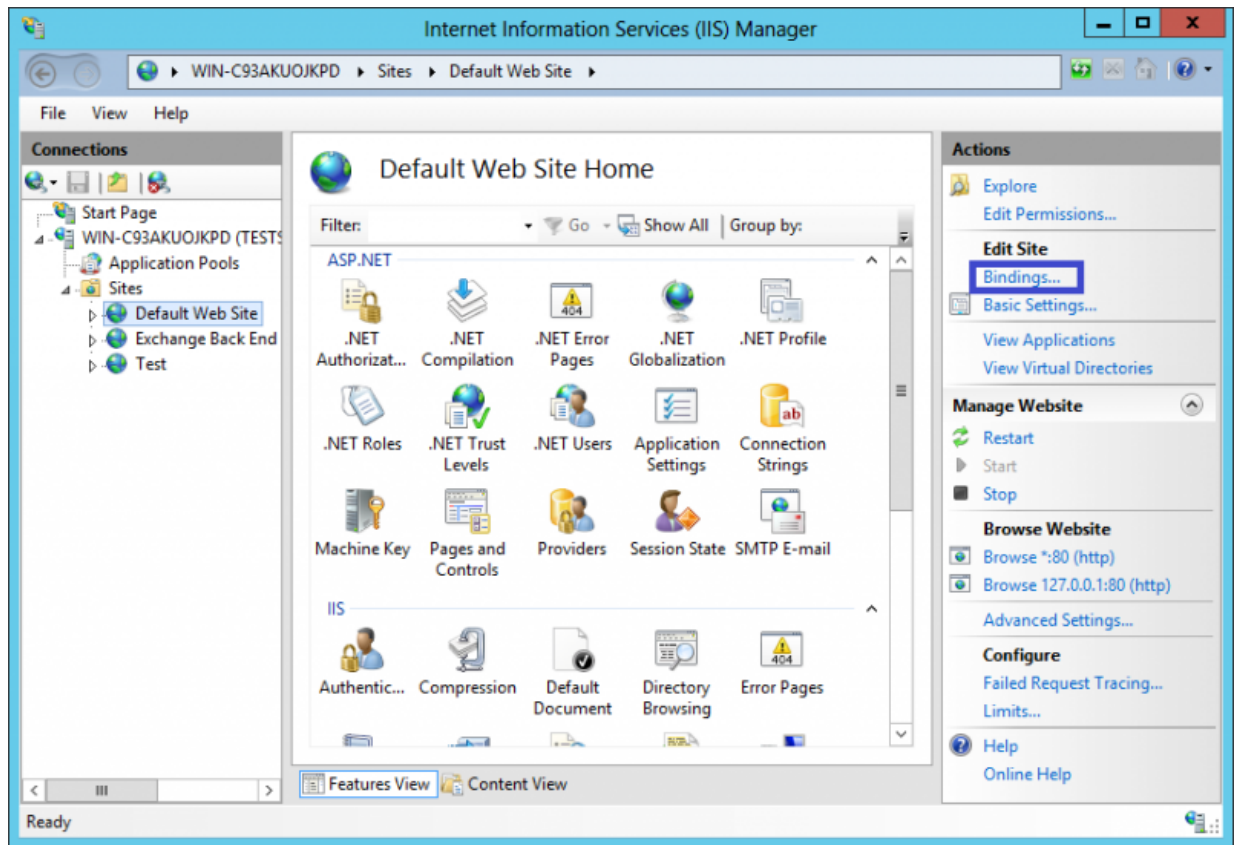 Internet Information Services (IIS) Manager
WIN-C93AKUOJKPD Sites Default Web Site
File View Help
Connections
Start Page
WIN-C93AKUOJKPD (TESTS
Application Pools
Sites
Default Web Site
Exchange Back End
Test
Default Web Site Home
Filter: Go Show All Group by:
ASP.NET
.NET Authorizat...
.NET Compilation
404
.NET Error Pages
.NET Globalization
.NET Profile
.NET Roles
.NET Trust Levels
.NET Users
Application Settings
ab
Connection Strings
Machine Key
Pages and Controls
Providers
Session State
SMTP E-mail
IIS
Authentic...
Compression
Default Document
Directory Browsing
404
Error Pages
Features View Content View
Actions
Explore
Edit Permissions...
Edit Site
Bindings...
Basic Settings...
View Applications
View Virtual Directories
Manage Website
Restart
Start
Stop
Browse Website
Browse *:80 (http)
Browse 127.0.0.1:80 (http)
Advanced Settings...
Configure
Failed Request Tracing...
Limits...
Help
Online Help
Ready